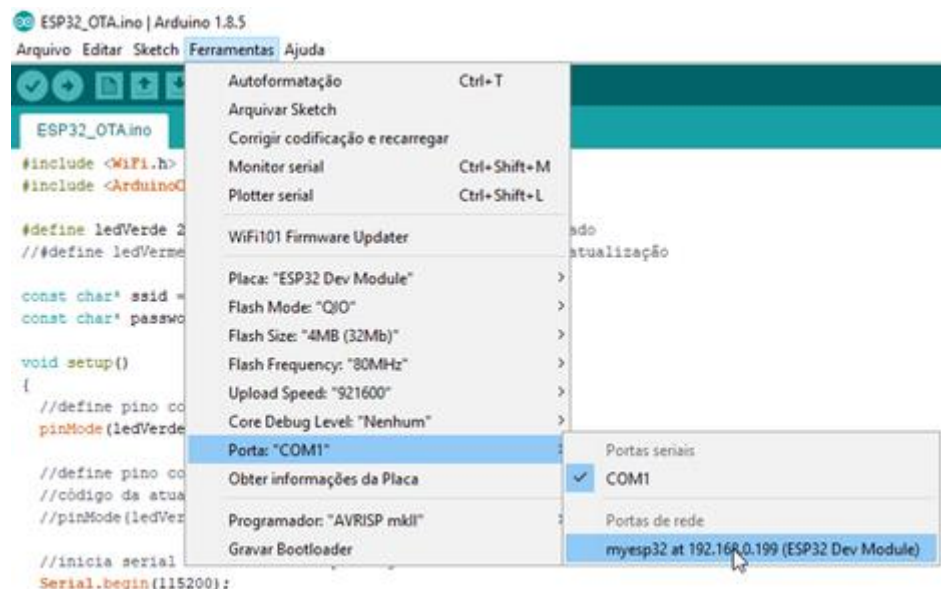 ESP32_OTA.ino | Arduino 1.8.5
Arquivo Editar Sketch Ferramentas Ajuda
ESP32_OTA.ino
#include <WiFi.h>
#include <ArduinoO
#define ledVerde 2
ado
//#define ledVerme
atualização
const char* ssid =
const char* passwo
void setup()
{
//define pino co
pinMode(ledVerde
//define pino co
//código da atua
//pinMode(ledVer
//inicia serial
Serial.begin(115200);
Autoformatação Ctrl+T
Arquivar Sketch
Corrigir codificação e recarregar
Monitor serial Ctrl+Shift+M
Plotter serial Ctrl+Shift+L
WiFi101 Firmware Updater
Placa: "ESP32 Dev Module"
Flash Mode: "QIO"
Flash Size: "4MB (32Mb)"
Flash Frequency: "80MHz"
Upload Speed: "921600"
Core Debug Level: "Nenhum"
Porta: "COM1"
Obter informações da Placa
Programador: "AVRISP mkII"
Gravar Bootloader
Portas seriais
COM1
Portas de rede
myesp32 at 192.168.0.199 (ESP32 Dev Module)